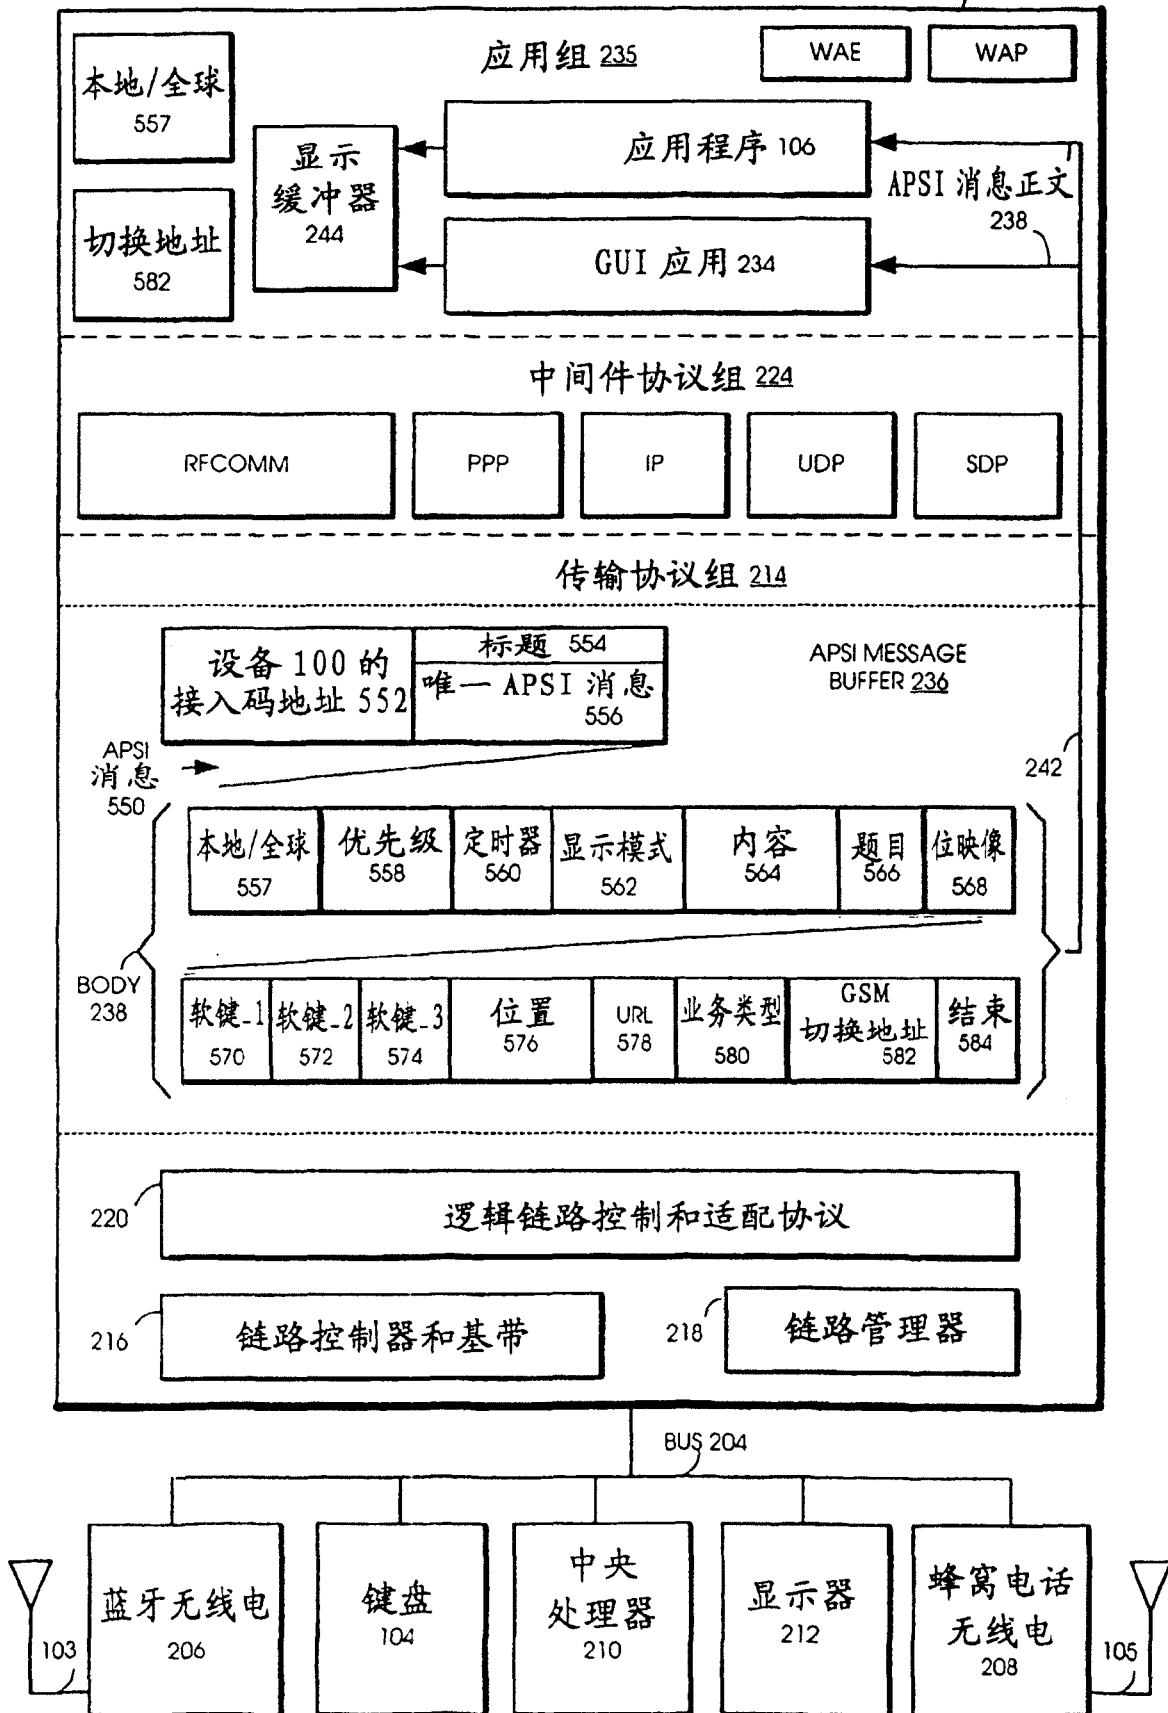 应用组 235
WAE
WAP
本地/全球
557
显示
缓冲器
244
应用程序 106
APSI 消息正文
238
切换地址
582
GUI 应用 234
中间件协议组 224
RFCOMM
PPP
IP
UDP
SDP
传输协议组 214
设备 100 的
接入码地址 552
标题 554
唯一 APSI 消息
556
APSI MESSAGE
BUFFER 236
APSI
消息
550
242
本地/全球
557
优先级
558
定时器
560
显示模式
562
内容
564
题目
566
位映像
568
BODY
238
软键_1
570
软键_2
572
软键_3
574
位置
576
URL
578
业务类型
580
GSM
切换地址
582
结束
584
220
逻辑链路控制和适配协议
216
链路控制器和基带
218
链路管理器
BUS 204
103
蓝牙无线电
206
键盘
104
中央
处理器
210
显示器
212
蜂窝电话
无线电
208
105